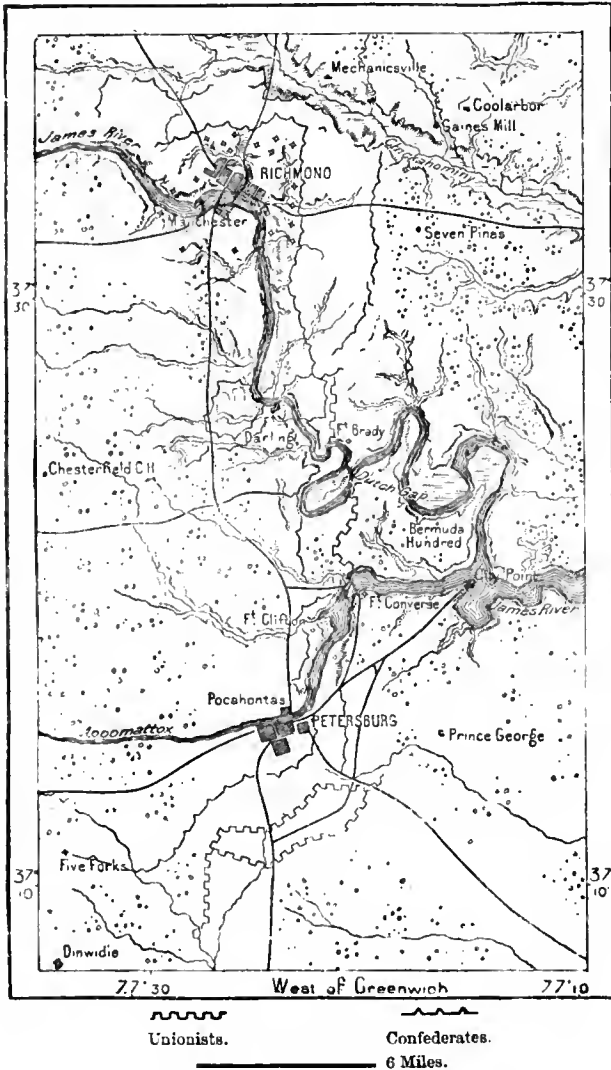 Mechanicsville
Coolarbor
Gaines Mill
James River
Chickahominy
RICHMOND
Manchester
Seven Pines
37
30
30
Ft Brady
Darling
Chesterfield C.H
Dutch Gap
Bermuda
Hundred
City Point
Ft Converse
James River
Ft Clifton
Pocahontas
Appomattox
PETERSBURG
Prince George
Five Forks
37
10
37
10
Dinwidie
77°30
West of Greenwich
77°10
Unionists.
Confederates.
6 Miles.